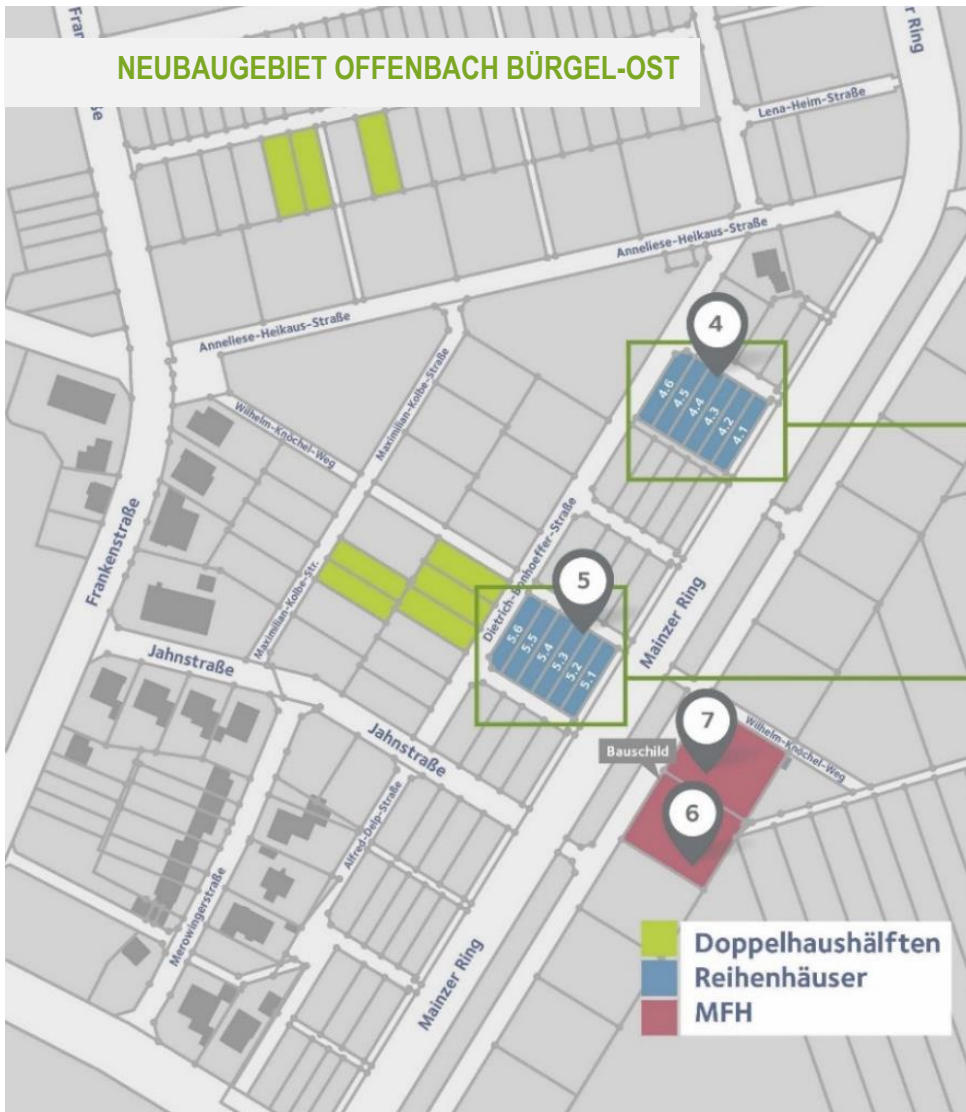 Fran
r Ring
NEUBAUGEBIET OFFENBACH BÜRGEL-OST
Lena-Heim-Straße
Anneliese-Heikaus-Straße
4
Anneliese-Heikaus-Straße
Maximilian-Kolbe-Straße
4.6
4.5
4.4
4.3
4.2
4.1
Wilhelm-Knöchel-Weg
Frankenstraße
Dietrich-Bonhoeffer-Straße
Maximilian-Kolbe-Str.
5
5.6
5.5
5.4
5.3
5.2
5.1
Mainzer Ring
Jahnstraße
Jahnstraße
7
Wilhelm-Knöchel-Weg
Bauschild
6
Alfred-Delp-Straße
Merowingerstraße
Mainzer Ring
Doppelhaushälften
Reihenhäuser
MFH